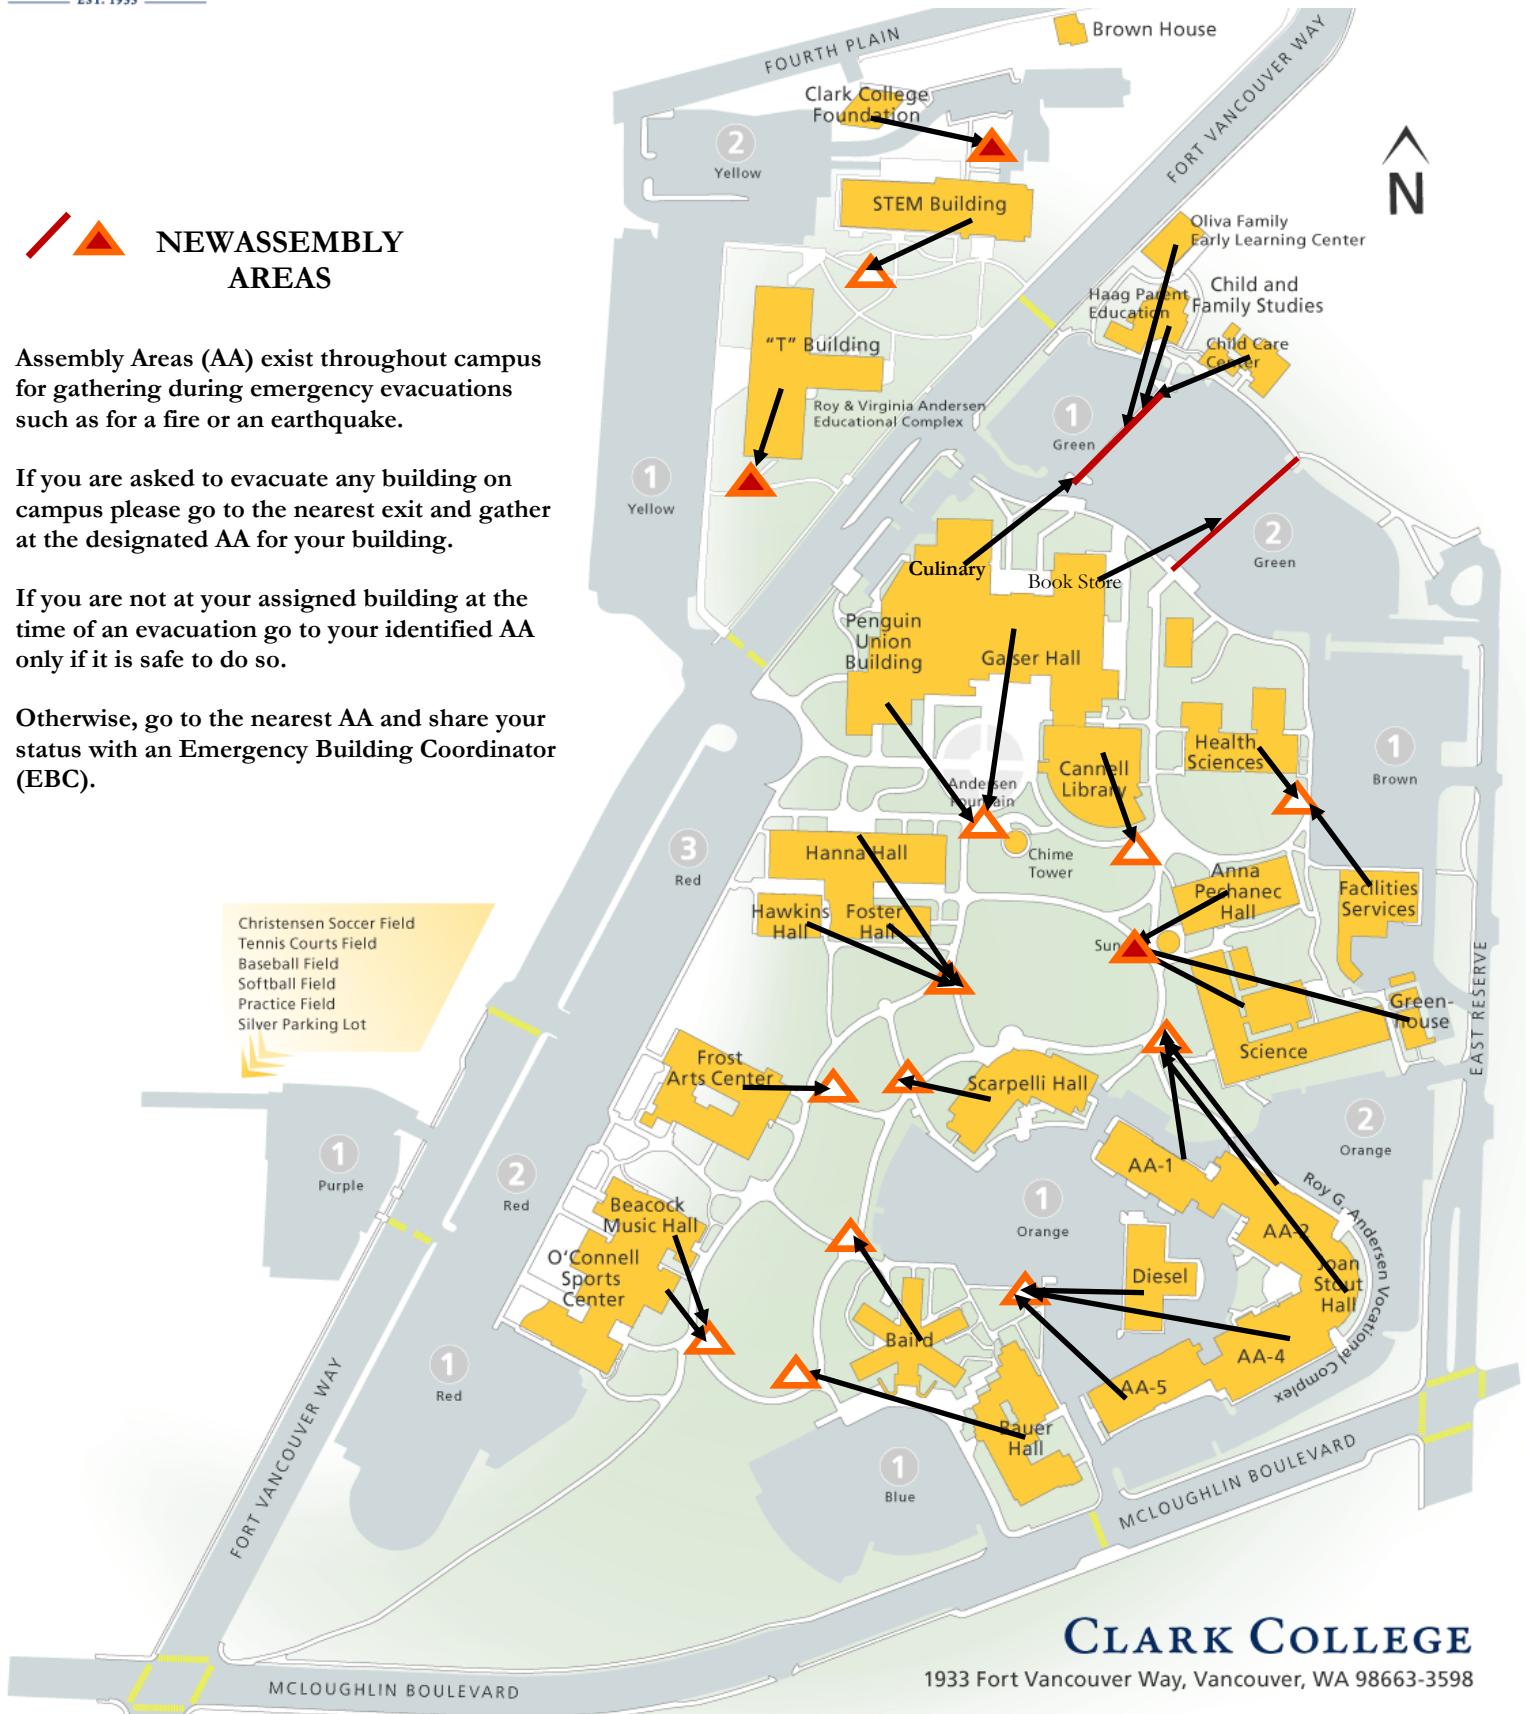 EST. 1933
NEWASSEMBLY
AREAS
Assembly Areas (AA) exist throughout campus
for gathering during emergency evacuations
such as for a fire or an earthquake.
If you are asked to evacuate any building on
campus please go to the nearest exit and gather
at the designated AA for your building.
If you are not at your assigned building at the
time of an evacuation go to your identified AA
only if it is safe to do so.
Otherwise, go to the nearest AA and share your
status with an Emergency Building Coordinator
(EBC).
Brown House
FOURTH PLAIN
FORT VANCOUVER WAY
Clark College
Foundation
2
Yellow
N
STEM Building
Oliva Family
Early Learning Center
Child and
Family Studies
Haag Parent
Education
Child Care
Center
"T" Building
Roy & Virginia Andersen
Educational Complex
1
Green
1
Yellow
2
Green
Culinary
Book Store
Penguin
Union
Building
Gaiser Hall
Health
Sciences
1
Brown
Cannell
Library
Andersen
Fountain
3
Red
Hanna Hall
Chime
Tower
Anna
Pechanec
Hall
Facilities
Services
Hawkins
Hall
Foster
Hall
Sun
Christensen Soccer Field
Tennis Courts Field
Baseball Field
Softball Field
Practice Field
Silver Parking Lot
Green-
house
EAST RESERVE
Science
Frost
Arts Center
Scarpelli Hall
2
Orange
1
Purple
2
Red
AA-1
1
Orange
Roy G. Andersen Vocational Complex
Beacock
Music Hall
AA-2
O'Connell
Sports
Center
Diesel
Joan
Stout
Hall
Baird
AA-4
1
Red
AA-5
Bauer
Hall
1
Blue
FORT VANCOUVER WAY
MCLOUGHLIN BOULEVARD
MCLOUGHLIN BOULEVARD
CLARK COLLEGE
1933 Fort Vancouver Way, Vancouver, WA 98663-3598